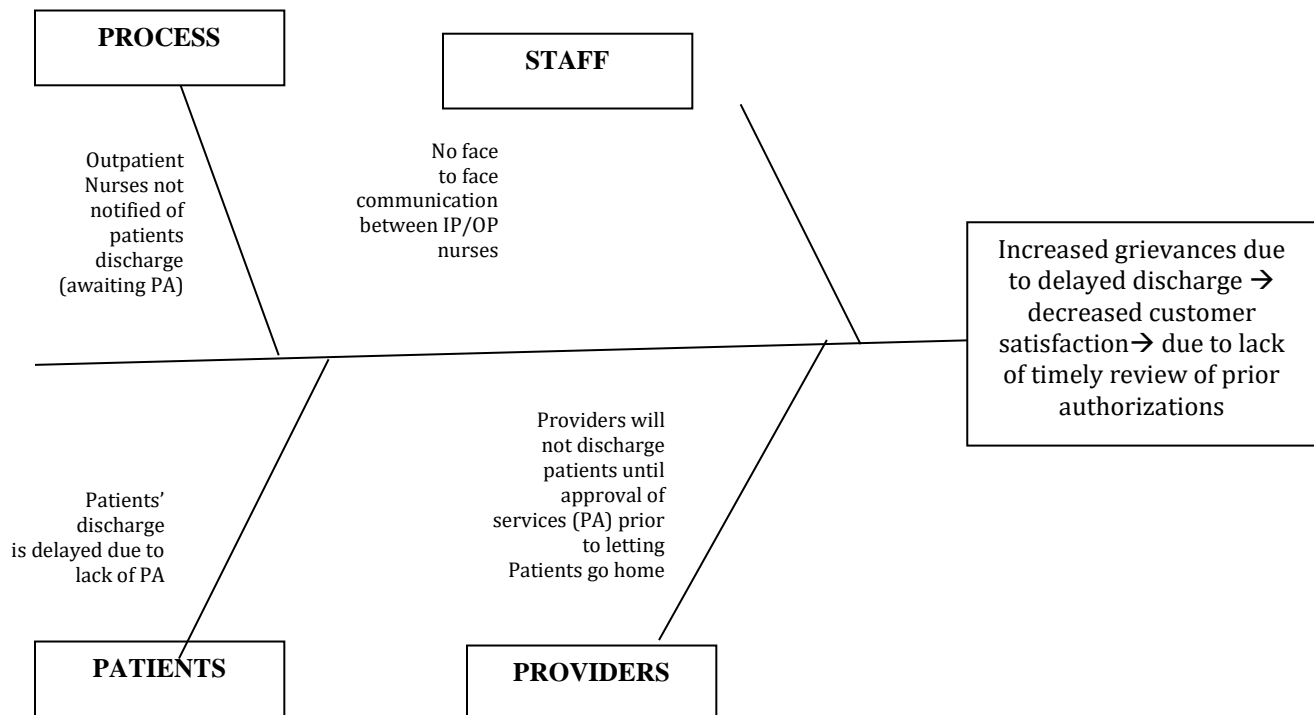 PROCESS
STAFF
Outpatient
Nurses not
notified of
patients
discharge
(awaiting PA)
No face
to face
communication
between IP/OP
nurses
Increased grievances due
to delayed discharge →
decreased customer
satisfaction→ due to lack
of timely review of prior
authorizations
Patients’
discharge
is delayed due to
lack of PA
Providers will
not discharge
patients until
approval of
services (PA) prior
to letting
Patients go home
PATIENTS
PROVIDERS